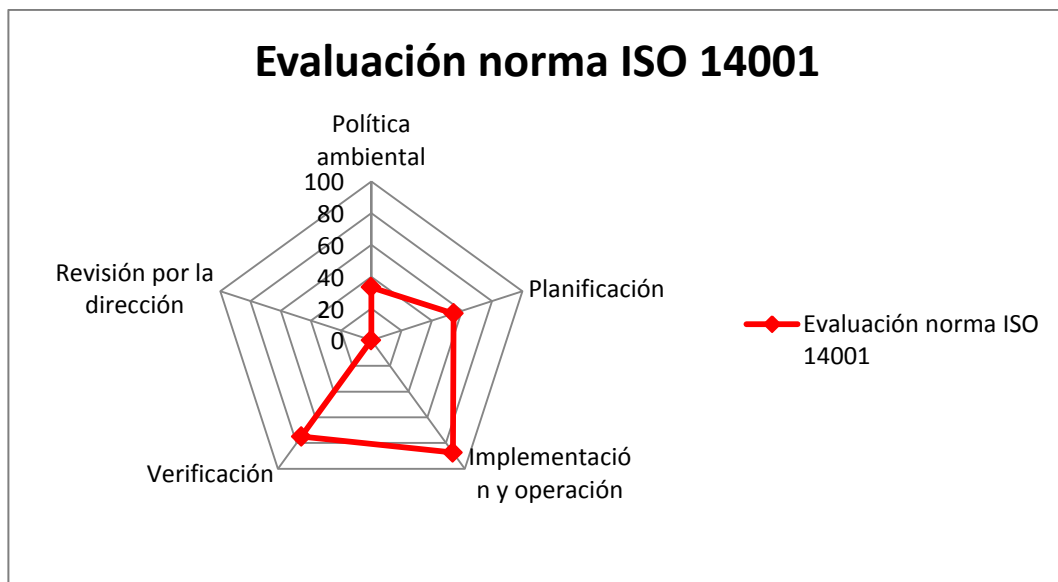 Evaluación norma ISO 14001
Política
ambiental
100
80
60
40
20
0
Planificación
Implementació
n y operación
Verificación
Revisión por la
dirección
Evaluación norma ISO
14001